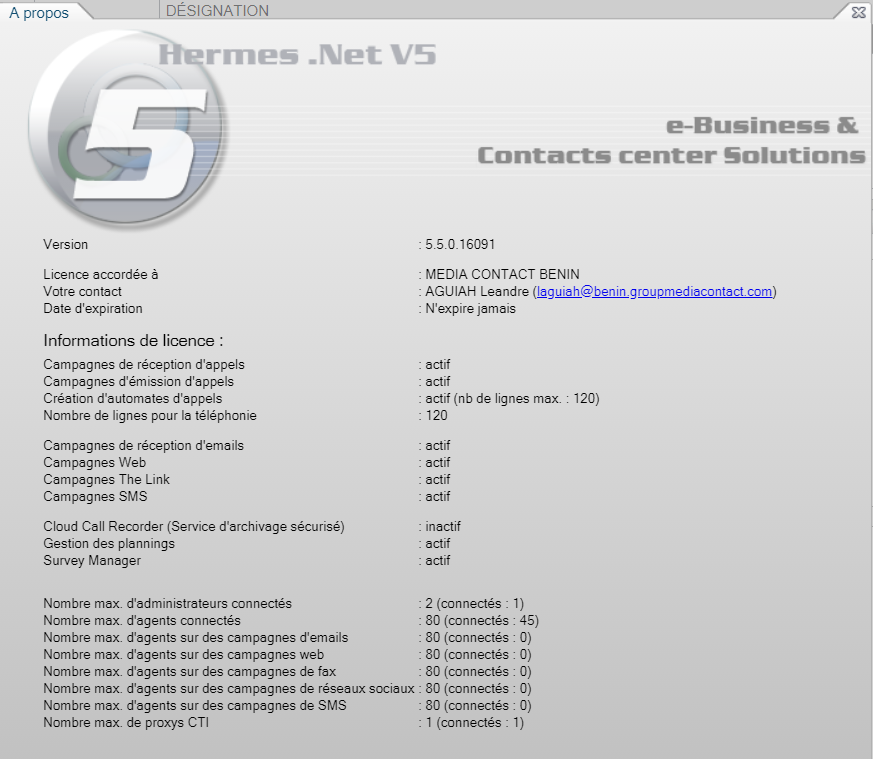 A propos
DÉSIGNATION
Hermes .Net V5
5
e-Business &
Contacts center Solutions
Version : 5.5.0.16091
Licence accordée à : MEDIA CONTACT BENIN
Votre contact : AGUIAH Leandre (laguiah@benin.groupmediacontact.com)
Date d'expiration : N'expire jamais
Informations de licence :
Campagnes de réception d'appels : actif
Campagnes d'émission d'appels : actif
Création d'automates d'appels : actif (nb de lignes max. : 120)
Nombre de lignes pour la téléphonie : 120
Campagnes de réception d'emails : actif
Campagnes Web : actif
Campagnes The Link : actif
Campagnes SMS : actif
Cloud Call Recorder (Service d'archivage sécurisé) : inactif
Gestion des plannings : actif
Survey Manager : actif
Nombre max. d'administrateurs connectés : 2 (connectés : 1)
Nombre max. d'agents connectés : 80 (connectés : 45)
Nombre max. d'agents sur des campagnes d'emails : 80 (connectés : 0)
Nombre max. d'agents sur des campagnes web : 80 (connectés : 0)
Nombre max. d'agents sur des campagnes de fax : 80 (connectés : 0)
Nombre max. d'agents sur des campagnes de réseaux sociaux : 80 (connectés : 0)
Nombre max. d'agents sur des campagnes de SMS : 80 (connectés : 0)
Nombre max. de proxys CTI : 1 (connectés : 1)